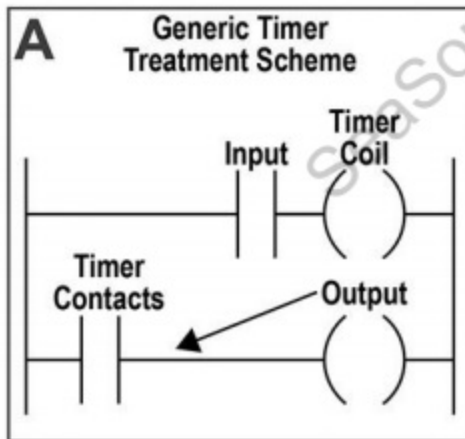 A
Generic Timer
Treatment Scheme
Timer
Input Coil
Timer
Contacts
Output